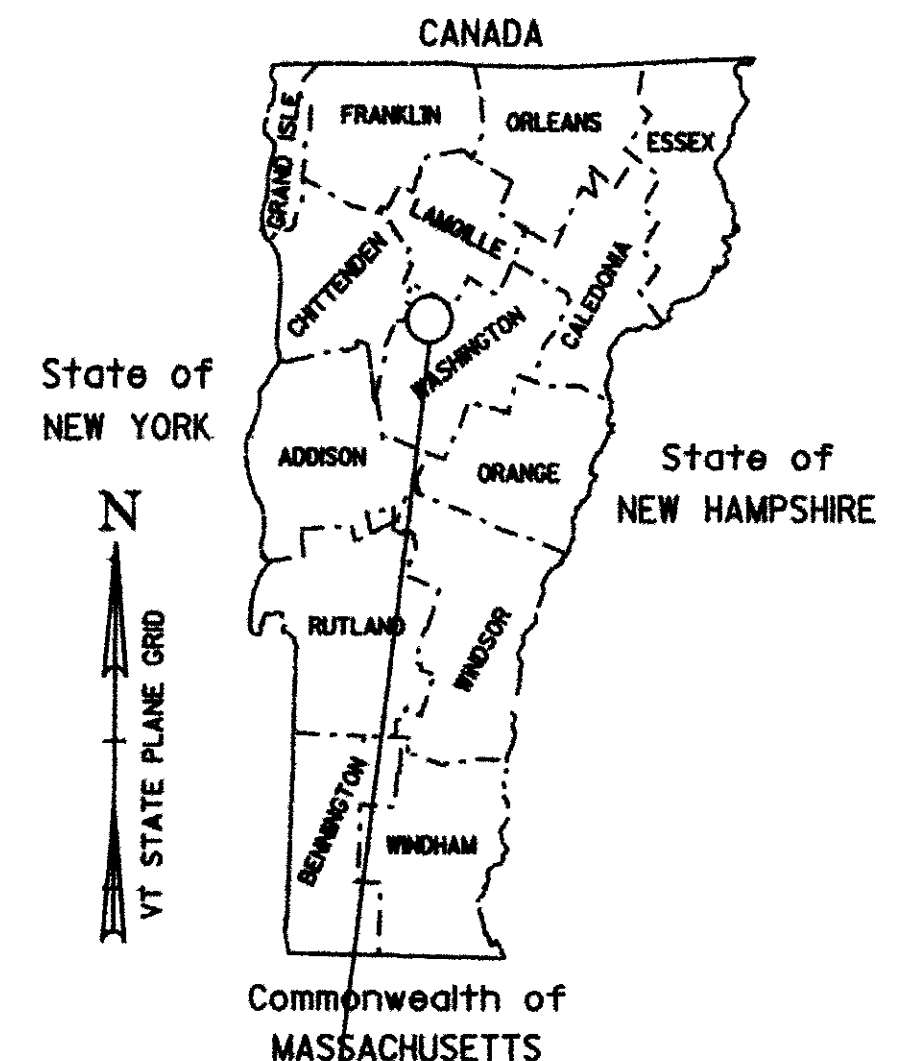 CANADA
FRANKLIN
ORLEANS
ESSEX
GRAND ISLE
LAMOILLE
CHITTENDEN
CALEDONIA
WASHINGTON
State of
NEW YORK
ADDISON
ORANGE
State of
NEW HAMPSHIRE
N
VT STATE PLANE GRID
RUTLAND
WINDSOR
BENNINGTON
WINDHAM
Commonwealth of
MASSACHUSETTS